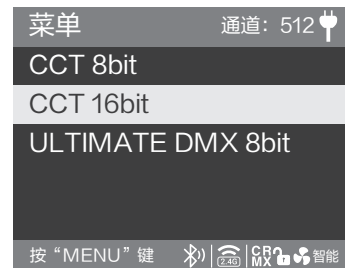 菜单 通道：512
CCT 8bit
CCT 16bit
ULTIMATE DMX 8bit
按“MENU”键 2.4G CRMX 智能